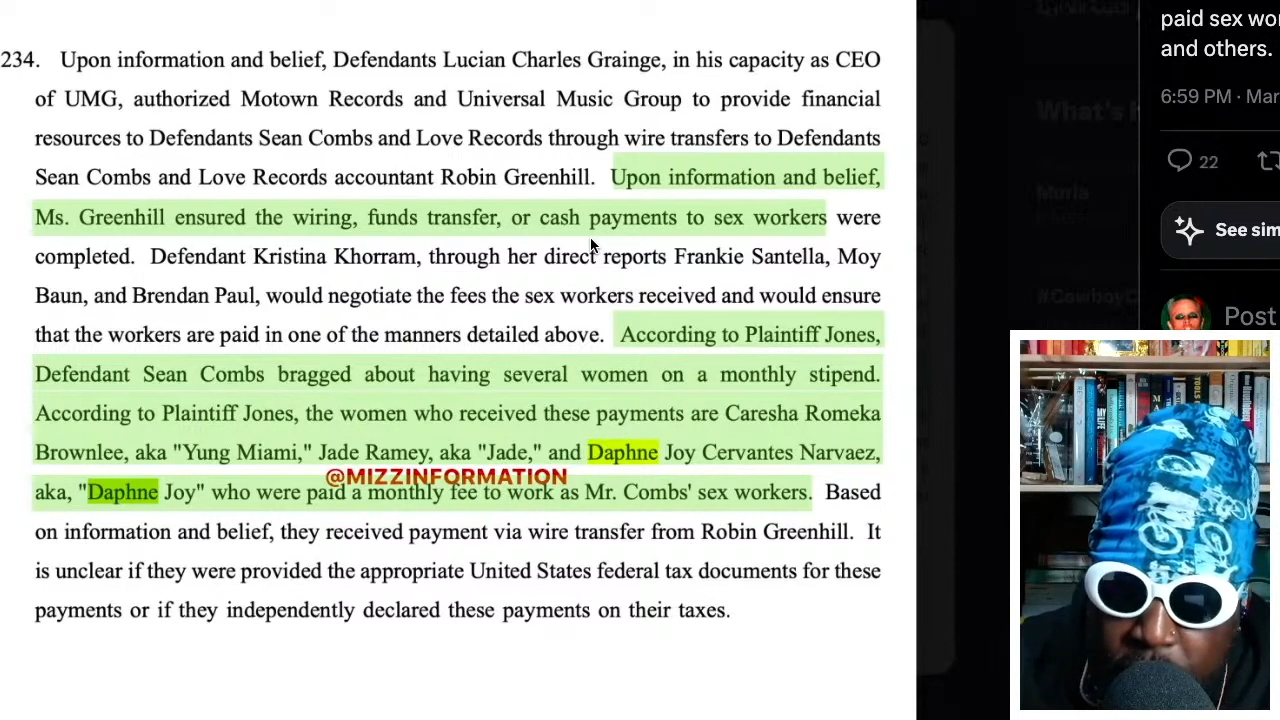 234. Upon information and belief, Defendants Lucian Charles Grainge, in his capacity as CEO
of UMG, authorized Motown Records and Universal Music Group to provide financial
resources to Defendants Sean Combs and Love Records through wire transfers to Defendants
Sean Combs and Love Records accountant Robin Greenhill. Upon information and belief,
Ms. Greenhill ensured the wiring, funds transfer, or cash payments to sex workers were
completed. Defendant Kristina Khorram, through her direct reports Frankie Santella, Moy
Baun, and Brendan Paul, would negotiate the fees the sex workers received and would ensure
that the workers are paid in one of the manners detailed above. According to Plaintiff Jones,
Defendant Sean Combs bragged about having several women on a monthly stipend.
According to Plaintiff Jones, the women who received these payments are Caresha Romeka
Brownlee, aka "Yung Miami," Jade Ramey, aka "Jade," and Daphne Joy Cervantes Narvaez,
@MIZZINFORMATION
aka, "Daphne Joy" who were paid a monthly fee to work as Mr. Combs' sex workers. Based
on information and belief, they received payment via wire transfer from Robin Greenhill. It
is unclear if they were provided the appropriate United States federal tax documents for these
payments or if they independently declared these payments on their taxes.
paid sex wo
and others.
6:59 PM · Mar
22
What's
See sim
#CowboyC
Post